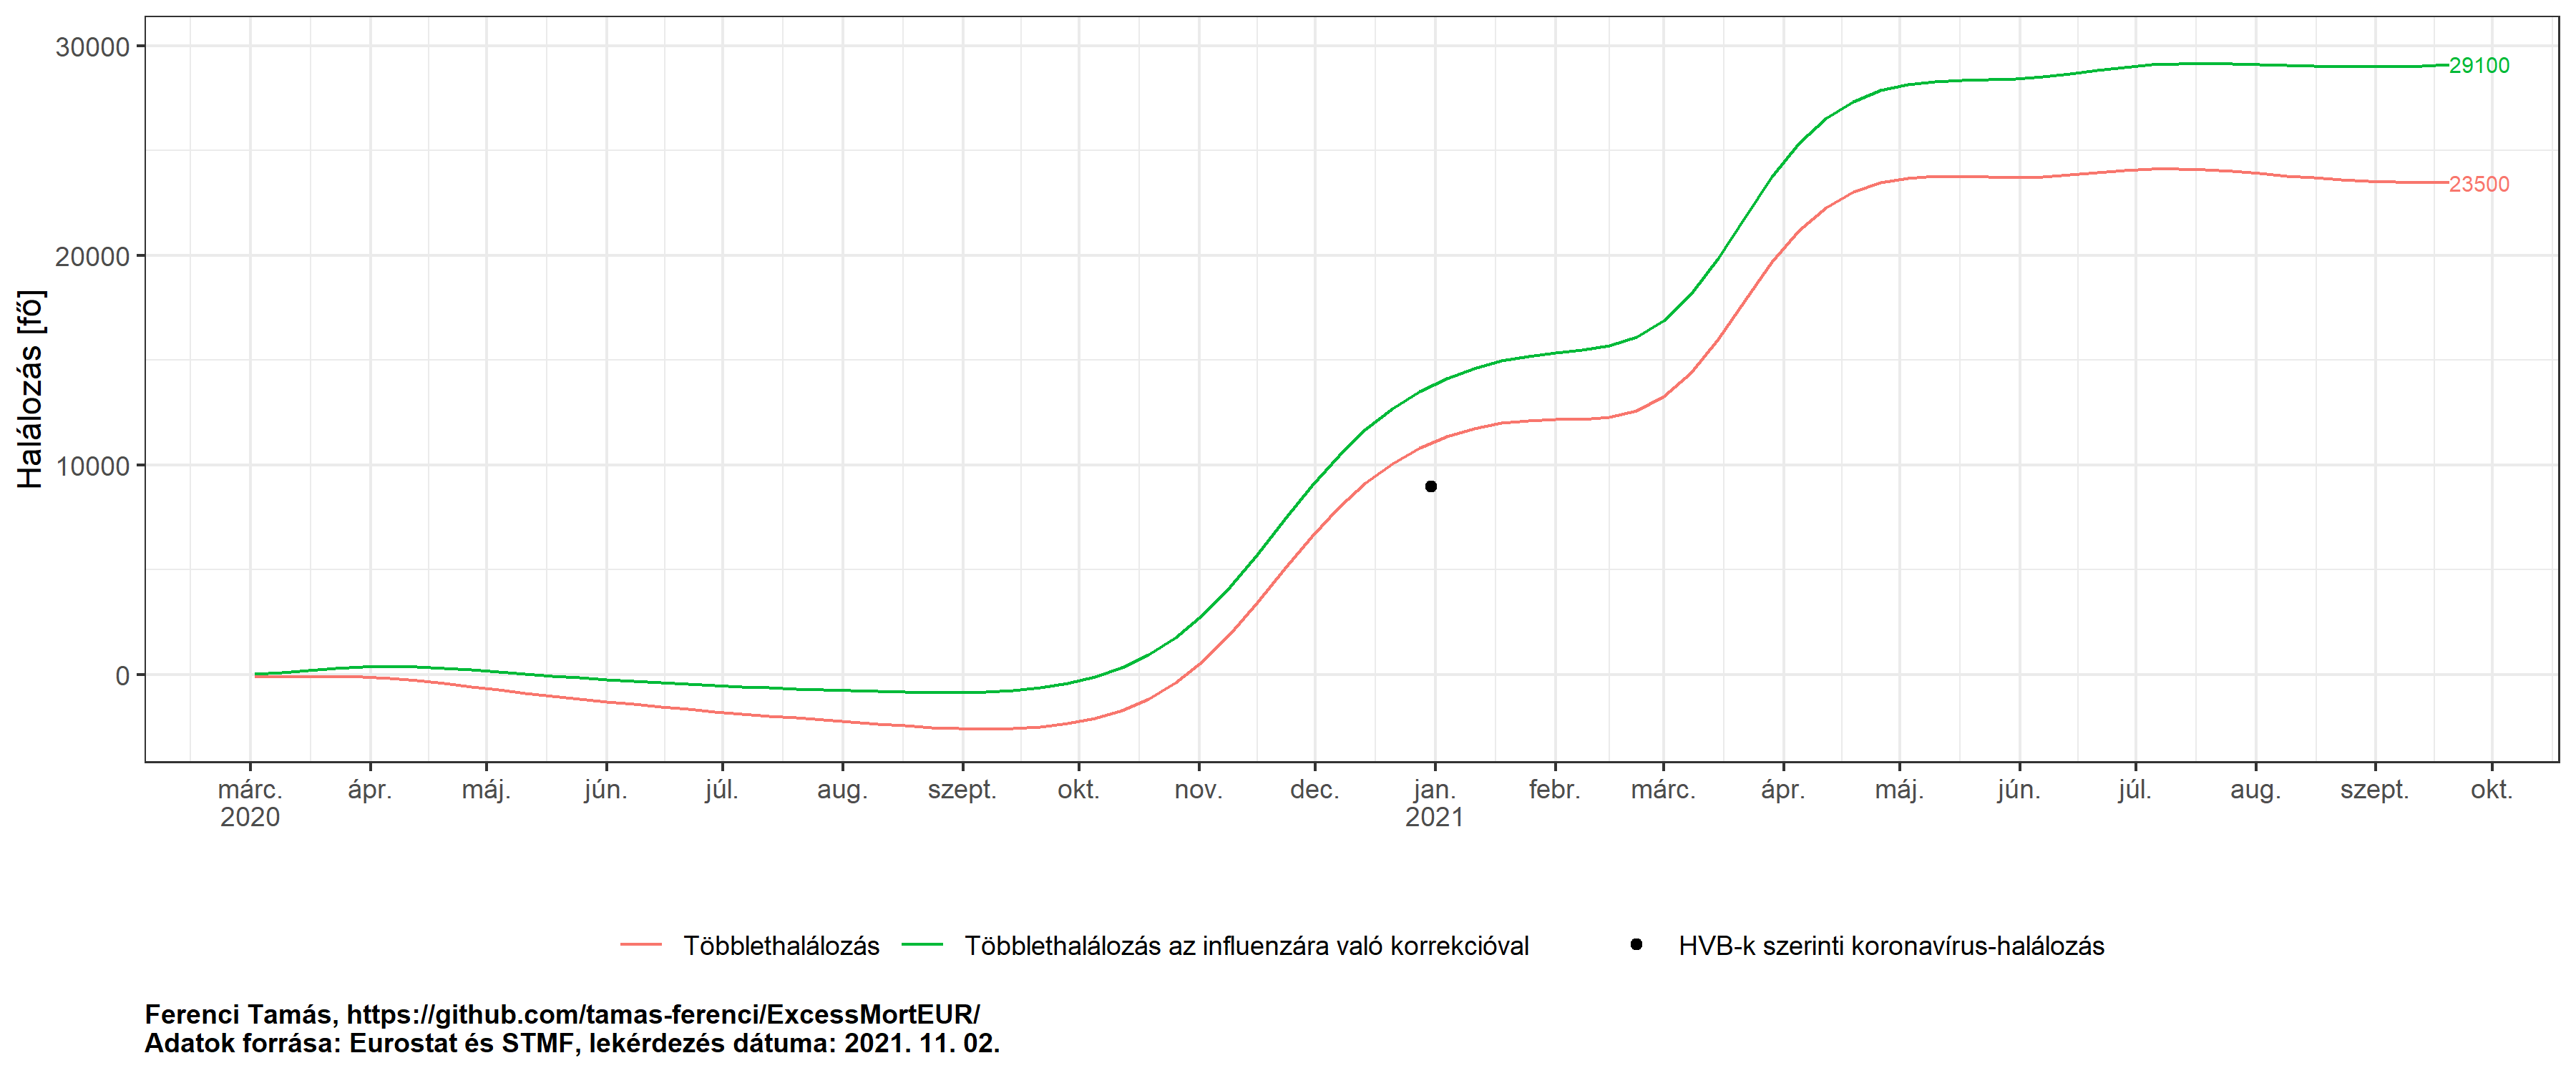 30000
20000
10000
0
Halálozás [fő]
29100
23500
márc. ápr. máj. jún. júl. aug. szept. okt. nov. dec. jan. febr. márc. ápr. máj. jún. júl. aug. szept. okt.
2020 2021
Többlethalálozás Többlethalálozás az influenzára való korrekcióval HVB-k szerinti koronavírus-halálozás
Ferenci Tamás, https://github.com/tamas-ferenci/ExcessMortEUR/
Adatok forrása: Eurostat és STMF, lekérdezés dátuma: 2021. 11. 02.